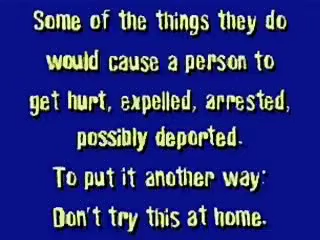 Some of the things they do
would cause a person to
get hurt, expelled, arrested,
possibly deported.
To put it another way:
Don't try this at home.